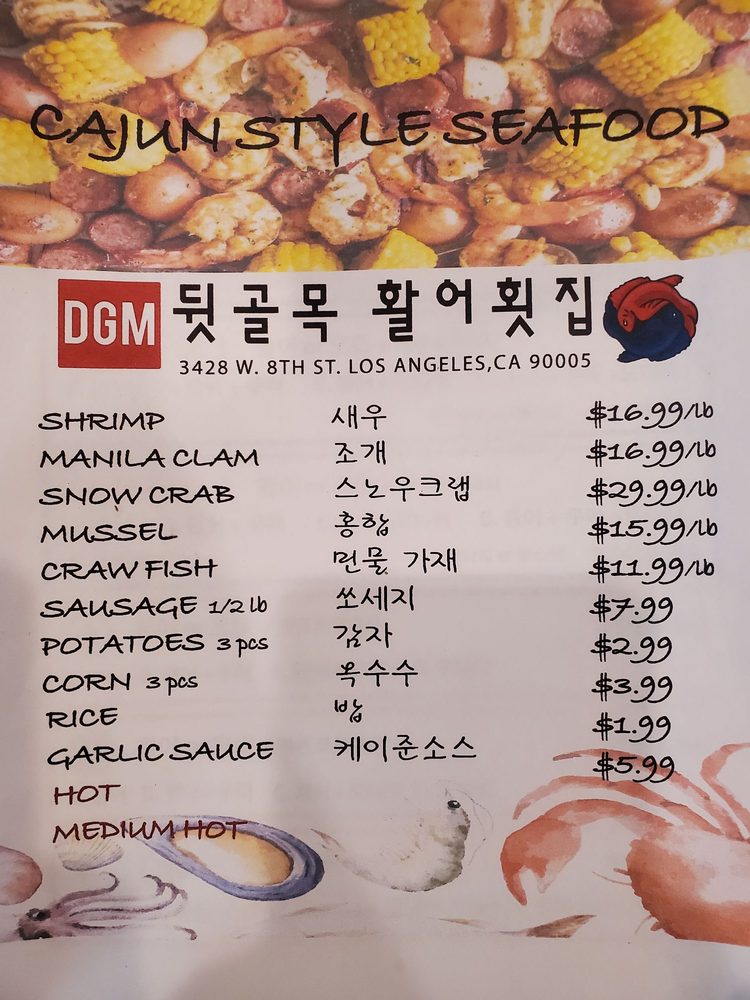 CAJUN STYLE SEAFOOD
DGM 뒷골목 활어횟집
3428 W. 8TH ST. LOS ANGELES,CA 90005
SHRIMP 새우 $16.99/lb
MANILA CLAM 조개 $16.99/lb
SNOW CRAB 스노우크랩 $29.99/lb
MUSSEL 홍합 $15.99/lb
CRAW FISH 민물 가재 $11.99/lb
SAUSAGE 1/2 lb 쏘세지 $7.99
POTATOES 3 pcs 감자 $2.99
CORN 3 pcs 옥수수 $3.99
RICE 밥 $1.99
GARLIC SAUCE 케이준소스 $5.99
HOT
MEDIUM HOT